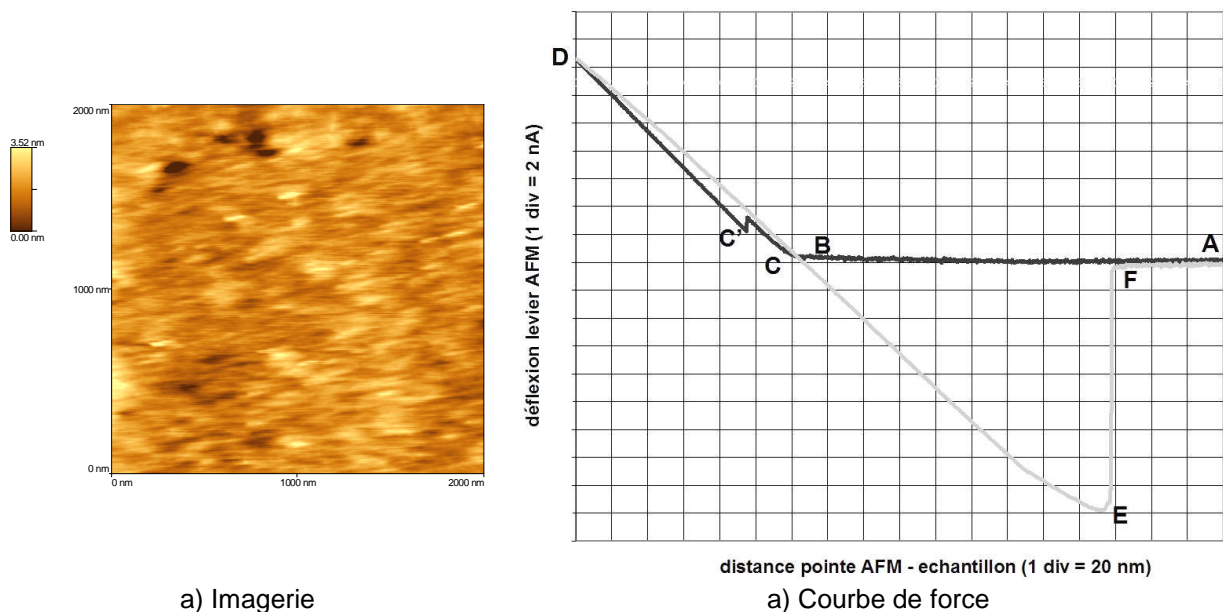 3.52 nm
0.00 nm
2000 nm
1000 nm
0 nm
0 nm
1000 nm
2000 nm
a) Imagerie
déflexion levier AFM (1 div = 2 nA)
D
C'
C
B
A
F
E
distance pointe AFM - echantillon (1 div = 20 nm)
a) Courbe de force